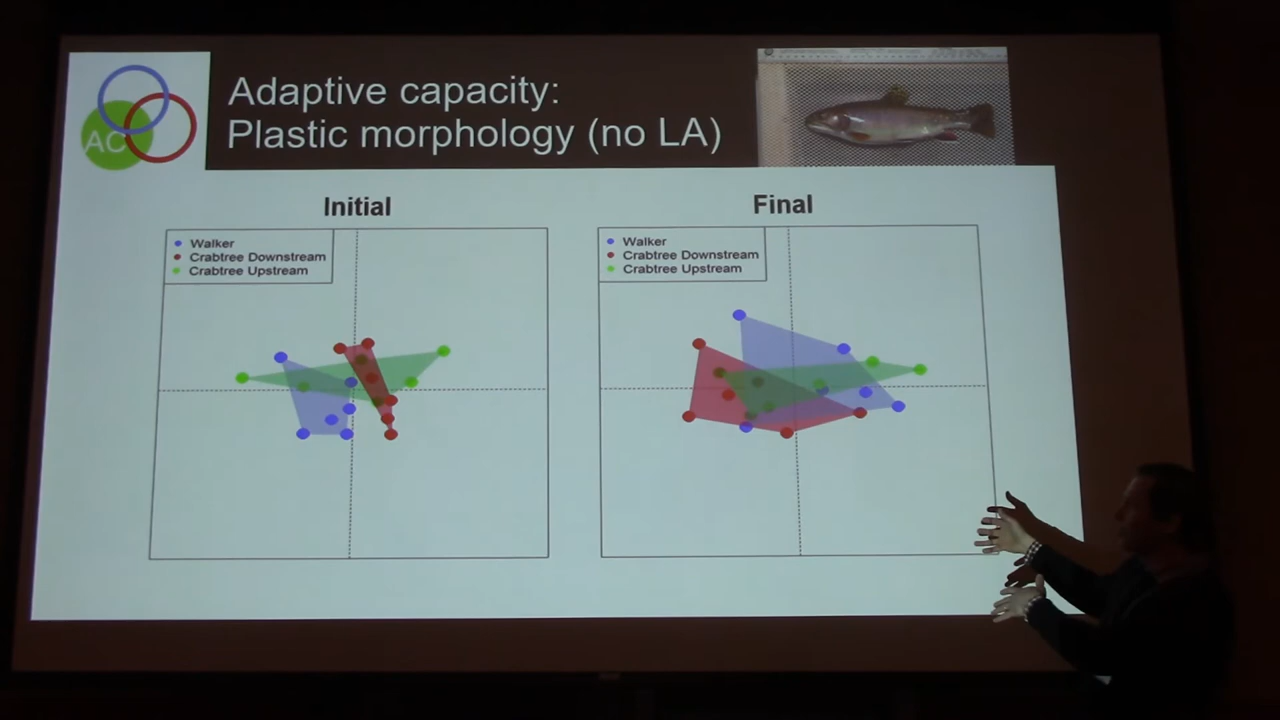 AC
Adaptive capacity:
Plastic morphology (no LA)
Initial
Walker
Crabtree Downstream
Crabtree Upstream
Final
Walker
Crabtree Downstream
Crabtree Upstream